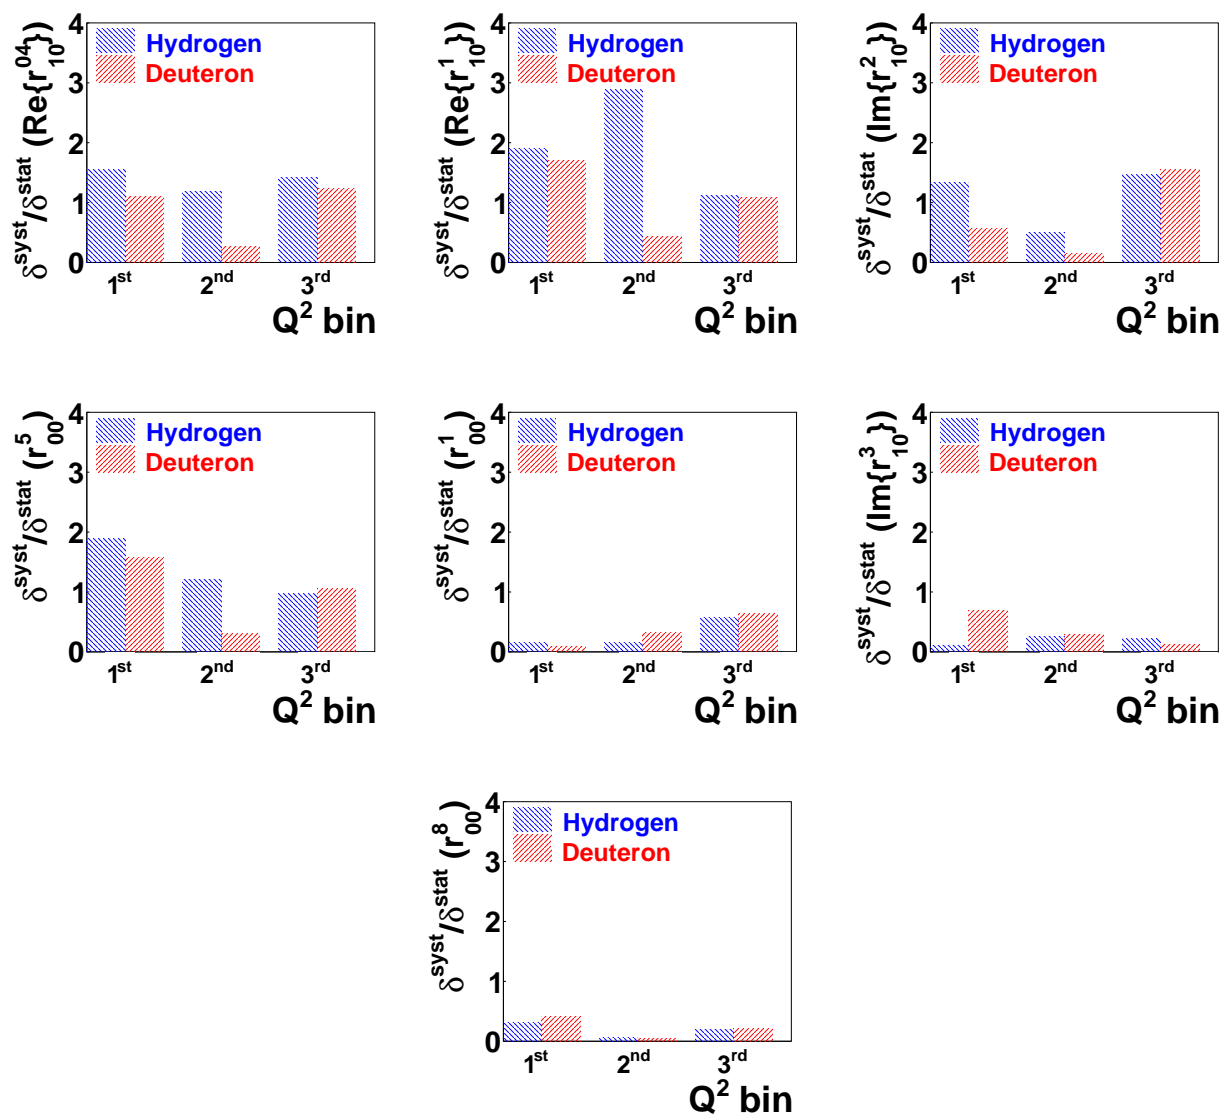 δ^syst/δ^stat (Re{r^04_10})
4
3
2
1
0
Hydrogen
Deuteron
1^st 2^nd 3^rd
Q^2 bin
δ^syst/δ^stat (Re{r^1_10})
4
3
2
1
0
Hydrogen
Deuteron
1^st 2^nd 3^rd
Q^2 bin
δ^syst/δ^stat (Im{r^2_10})
4
3
2
1
0
Hydrogen
Deuteron
1^st 2^nd 3^rd
Q^2 bin
δ^syst/δ^stat (r^5_00)
4
3
2
1
0
Hydrogen
Deuteron
1^st 2^nd 3^rd
Q^2 bin
δ^syst/δ^stat (r^1_00)
4
3
2
1
0
Hydrogen
Deuteron
1^st 2^nd 3^rd
Q^2 bin
δ^syst/δ^stat (Im{r^3_10})
4
3
2
1
0
Hydrogen
Deuteron
1^st 2^nd 3^rd
Q^2 bin
δ^syst/δ^stat (r^8_00)
4
3
2
1
0
Hydrogen
Deuteron
1^st 2^nd 3^rd
Q^2 bin